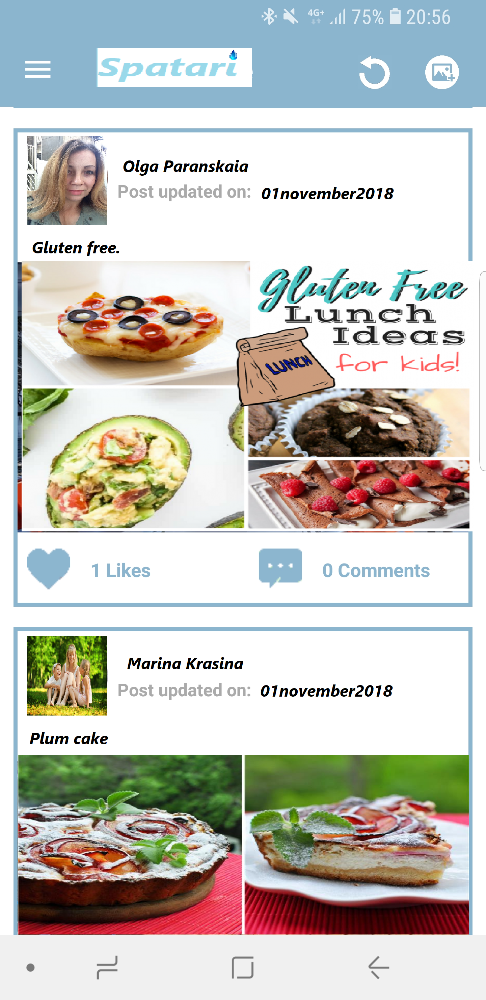 4G+ 75% 20:56
Spatari
Olga Paranskaia
Post updated on: 01november2018
Gluten free.
Gluten Free
Lunch
Ideas
for kids!
LUNCH
1 Likes 0 Comments
Marina Krasina
Post updated on: 01november2018
Plum cake